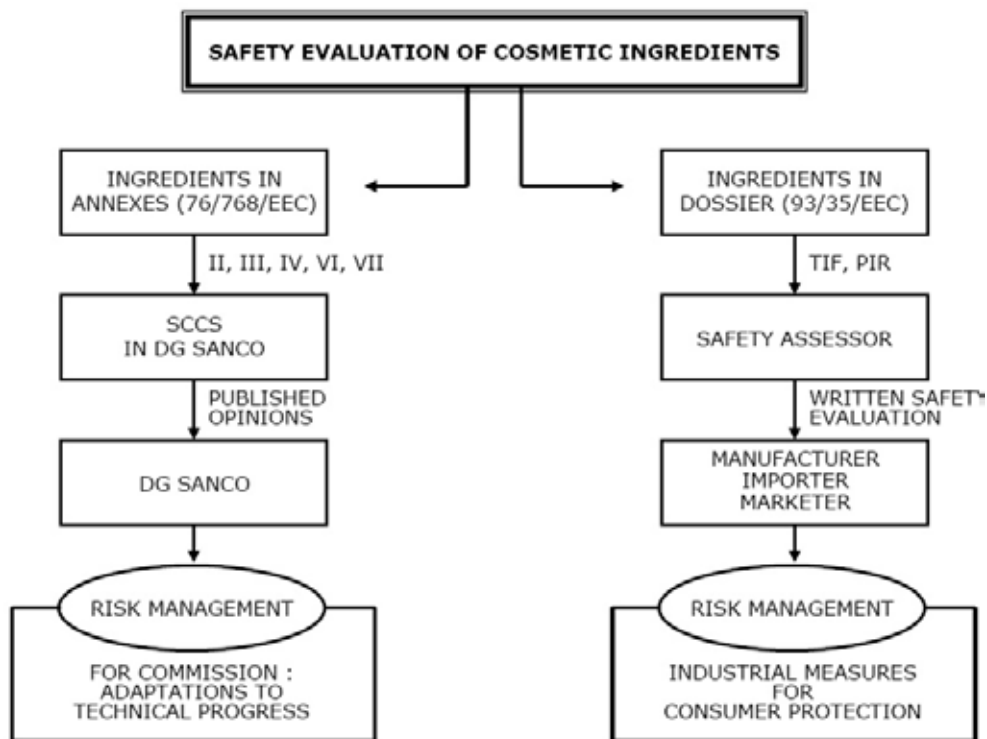 SAFETY EVALUATION OF COSMETIC INGREDIENTS
INGREDIENTS IN
ANNEXES (76/768/EEC)
II, III, IV, VI, VII
SCCS
IN DG SANCO
PUBLISHED
OPINIONS
DG SANCO
RISK MANAGEMENT
FOR COMMISSION :
ADAPTATIONS TO
TECHNICAL PROGRESS
INGREDIENTS IN
DOSSIER (93/35/EEC)
TIF, PIR
SAFETY ASSESSOR
WRITTEN SAFETY
EVALUATION
MANUFACTURER
IMPORTER
MARKETER
RISK MANAGEMENT
INDUSTRIAL MEASURES
FOR
CONSUMER PROTECTION